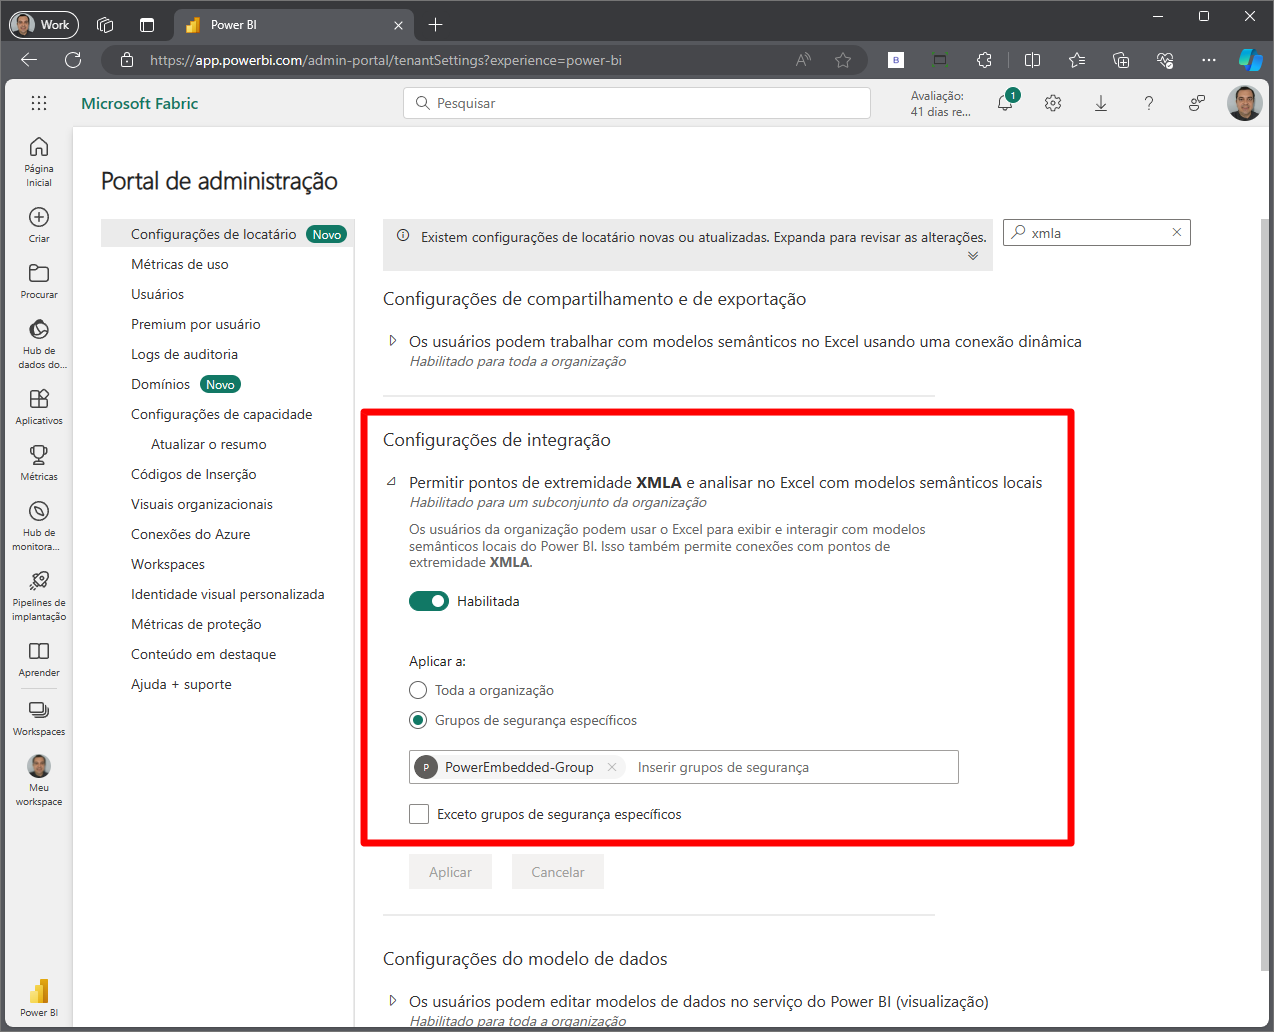 Work
Power BI
https://app.powerbi.com/admin-portal/tenantSettings?experience=power-bi
B
Microsoft Fabric
Pesquisar
Avaliação:
41 dias re...
1
Página
Inicial
Criar
Procurar
Hub de
dados do...
Aplicativos
Métricas
Hub de
monitora...
Pipelines de
implantação
Aprender
Workspaces
Meu
workspace
Power BI
Portal de administração
Configurações de locatário Novo
Métricas de uso
Usuários
Premium por usuário
Logs de auditoria
Domínios Novo
Configurações de capacidade
Atualizar o resumo
Códigos de Inserção
Visuais organizacionais
Conexões do Azure
Workspaces
Identidade visual personalizada
Métricas de proteção
Conteúdo em destaque
Ajuda + suporte
Existem configurações de locatário novas ou atualizadas. Expanda para revisar as alterações.
xmla
Configurações de compartilhamento e de exportação
Os usuários podem trabalhar com modelos semânticos no Excel usando uma conexão dinâmica
Habilitado para toda a organização
Configurações de integração
Permitir pontos de extremidade XMLA e analisar no Excel com modelos semânticos locais
Habilitado para um subconjunto da organização
Os usuários da organização podem usar o Excel para exibir e interagir com modelos
semânticos locais do Power BI. Isso também permite conexões com pontos de
extremidade XMLA.
Habilitada
Aplicar a:
Toda a organização
Grupos de segurança específicos
P PowerEmbedded-Group Inserir grupos de segurança
Exceto grupos de segurança específicos
Aplicar Cancelar
Configurações do modelo de dados
Os usuários podem editar modelos de dados no serviço do Power BI (visualização)
Habilitado para toda a organização